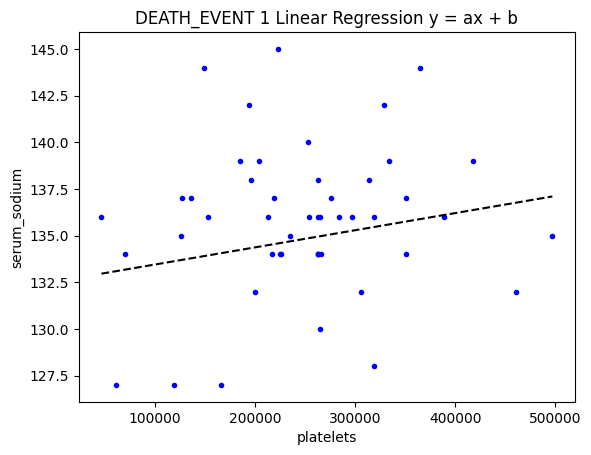 DEATH_EVENT 1 Linear Regression y = ax + b
145.0
142.5
140.0
137.5
135.0
132.5
130.0
127.5
serum_sodium
100000 200000 300000 400000 500000
platelets